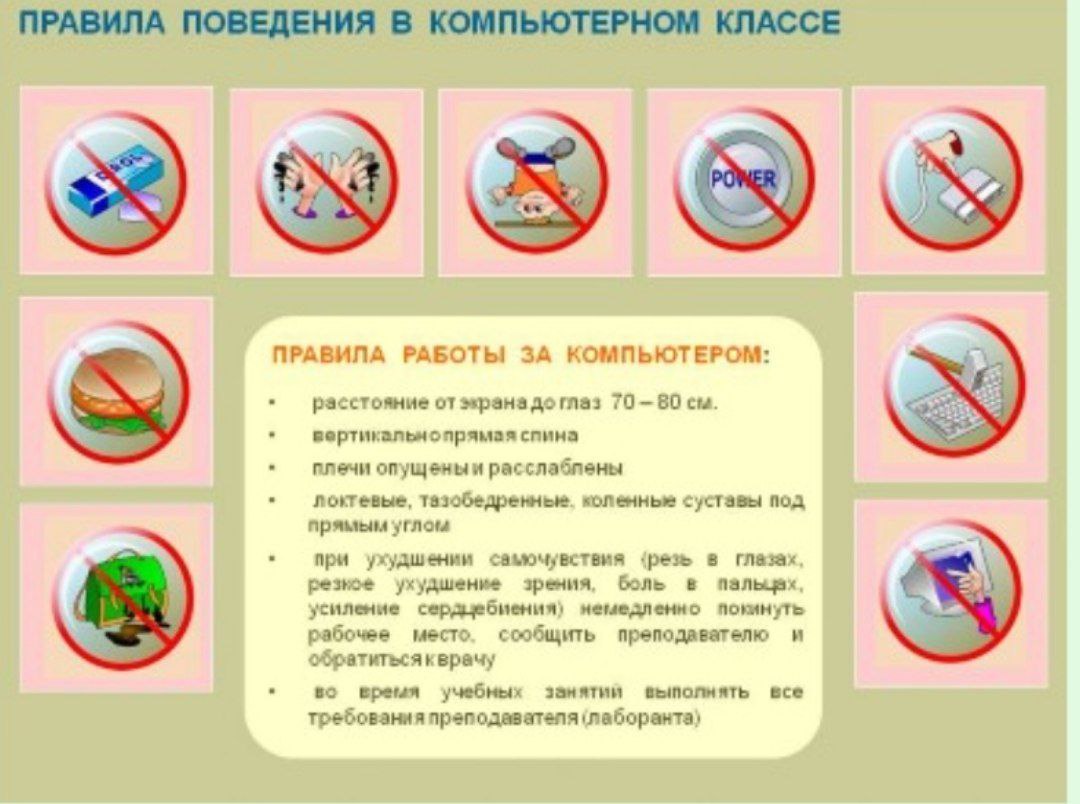 ПРАВИЛА ПОВЕДЕНИЯ В КОМПЬЮТЕРНОМ КЛАССЕ
POWER
ПРАВИЛА РАБОТЫ ЗА КОМПЬЮТЕРОМ:
• расстояние от экрана до глаз 70 – 80 см.
• вертикально прямая спина
• плечи опущены и расслаблены
• локтевые, тазобедренные, коленные суставы под
прямым углом
• при ухудшении самочувствия (резь в глазах,
резкое ухудшение зрения, боль в пальцах,
усиление сердцебиения) немедленно покинуть
рабочее место, сообщить преподавателю и
обратиться к врачу
• во время учебных занятий выполнять все
требования преподавателя (лаборанта)